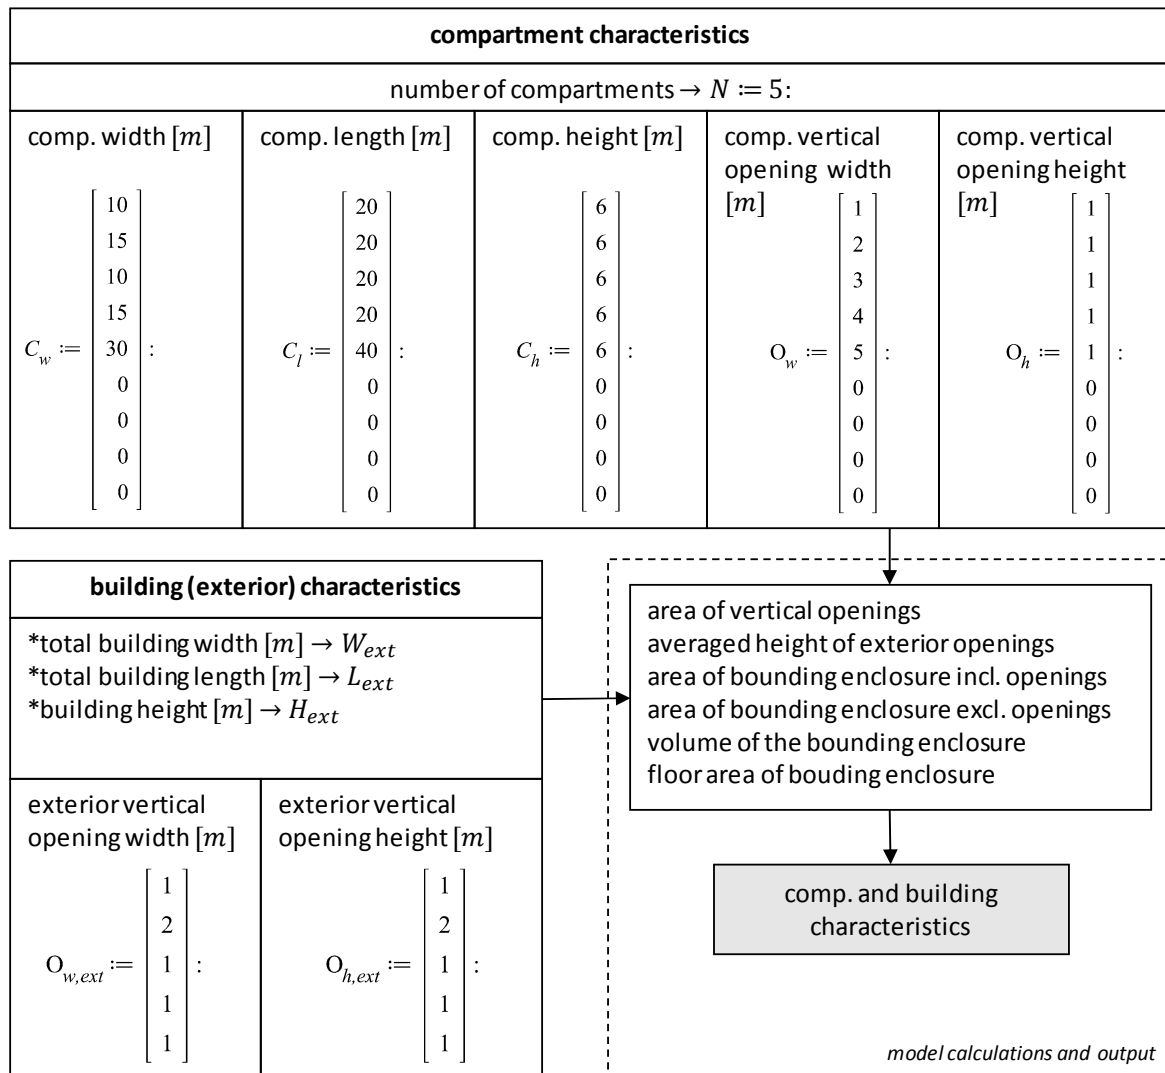 compartment characteristics
number of compartments → N ≔ 5:
comp. width [m]
C_w ≔ [10 15 10 15 30 0 0 0 0] :
comp. length [m]
C_l ≔ [20 20 20 20 40 0 0 0 0] :
comp. height [m]
C_h ≔ [6 6 6 6 6 0 0 0 0] :
comp. vertical
opening width
[m]
O_w ≔ [1 2 3 4 5 0 0 0 0] :
comp. vertical
opening height
[m]
O_h ≔ [1 1 1 1 1 0 0 0 0] :
building (exterior) characteristics
*total building width [m] → W_ext
*total building length [m] → L_ext
*building height [m] → H_ext
exterior vertical
opening width [m]
O_w,ext ≔ [1 2 1 1 1] :
exterior vertical
opening height [m]
O_h,ext ≔ [1 2 1 1 1] :
area of vertical openings
averaged height of exterior openings
area of bounding enclosure incl. openings
area of bounding enclosure excl. openings
volume of the bounding enclosure
floor area of bouding enclosure
comp. and building
characteristics
model calculations and output